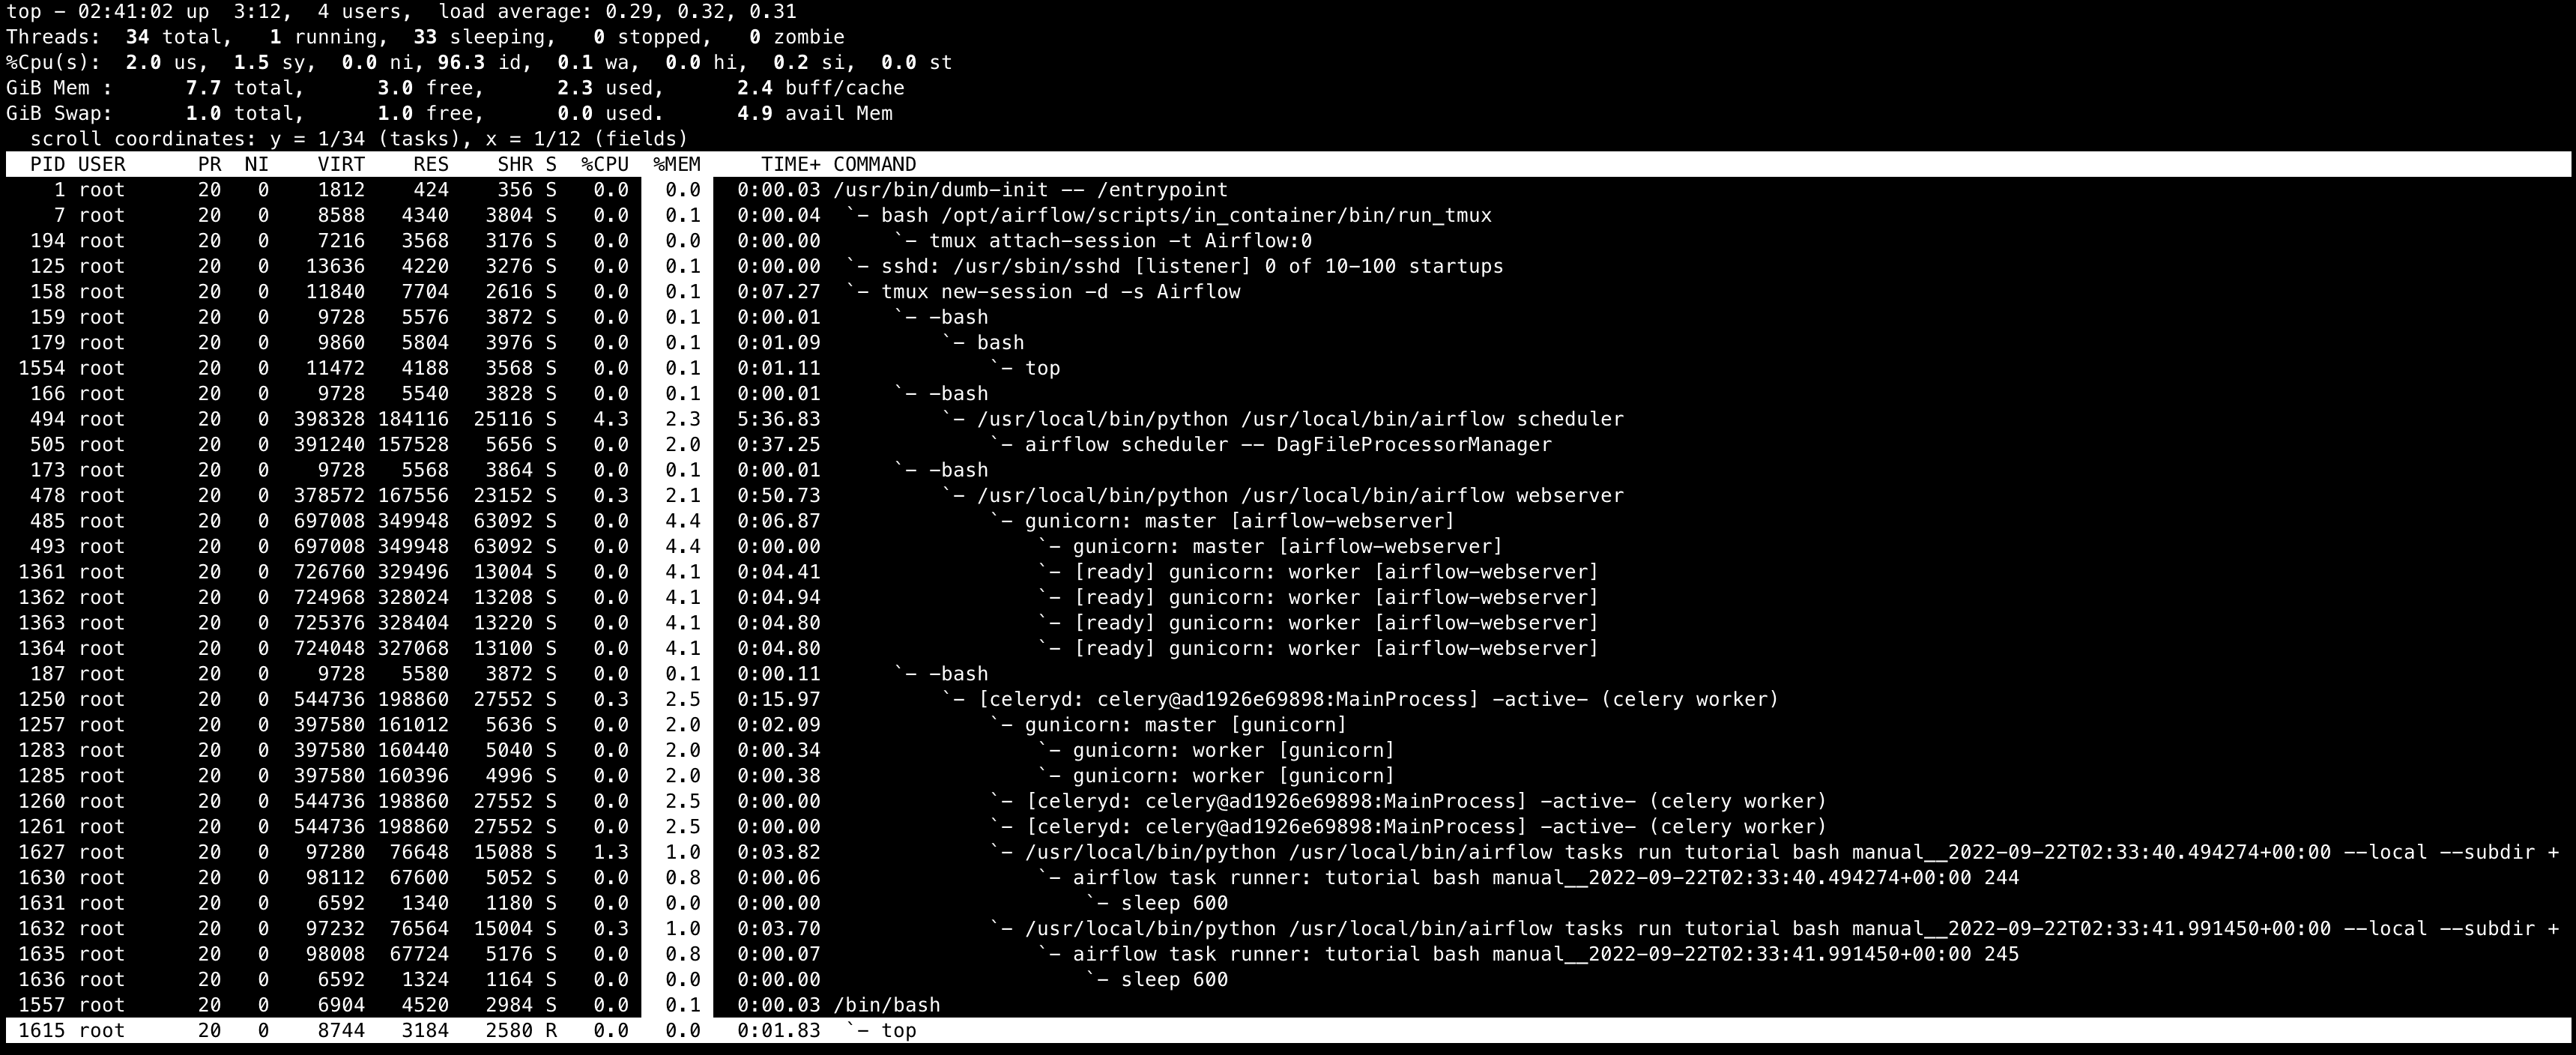 top - 02:41:02 up  3:12,  4 users,  load average: 0.29, 0.32, 0.31
Threads:  34 total,   1 running,  33 sleeping,   0 stopped,   0 zombie
%Cpu(s):  2.0 us,  1.5 sy,  0.0 ni, 96.3 id,  0.1 wa,  0.0 hi,  0.2 si,  0.0 st
GiB Mem :      7.7 total,      3.0 free,      2.3 used,      2.4 buff/cache
GiB Swap:      1.0 total,      1.0 free,      0.0 used.      4.9 avail Mem
  scroll coordinates: y = 1/34 (tasks), x = 1/12 (fields)
  PID USER      PR  NI    VIRT    RES    SHR S  %CPU  %MEM     TIME+ COMMAND
    1 root      20   0    1812    424    356 S   0.0   0.0   0:00.03 /usr/bin/dumb-init -- /entrypoint
    7 root      20   0    8588   4340   3804 S   0.0   0.1   0:00.04  `- bash /opt/airflow/scripts/in_container/bin/run_tmux
  194 root      20   0    7216   3568   3176 S   0.0   0.0   0:00.00      `- tmux attach-session -t Airflow:0
  125 root      20   0   13636   4220   3276 S   0.0   0.1   0:00.00  `- sshd: /usr/sbin/sshd [listener] 0 of 10-100 startups
  158 root      20   0   11840   7704   2616 S   0.0   0.1   0:07.27  `- tmux new-session -d -s Airflow
  159 root      20   0    9728   5576   3872 S   0.0   0.1   0:00.01      `- -bash
  179 root      20   0    9860   5804   3976 S   0.0   0.1   0:01.09          `- bash
 1554 root      20   0   11472   4188   3568 S   0.0   0.1   0:01.11              `- top
  166 root      20   0    9728   5540   3828 S   0.0   0.1   0:00.01      `- -bash
  494 root      20   0  398328 184116  25116 S   4.3   2.3   5:36.83          `- /usr/local/bin/python /usr/local/bin/airflow scheduler
  505 root      20   0  391240 157528   5656 S   0.0   2.0   0:37.25              `- airflow scheduler -- DagFileProcessorManager
  173 root      20   0    9728   5568   3864 S   0.0   0.1   0:00.01      `- -bash
  478 root      20   0  378572 167556  23152 S   0.3   2.1   0:50.73          `- /usr/local/bin/python /usr/local/bin/airflow webserver
  485 root      20   0  697008 349948  63092 S   0.0   4.4   0:06.87              `- gunicorn: master [airflow-webserver]
  493 root      20   0  697008 349948  63092 S   0.0   4.4   0:00.00                  `- gunicorn: master [airflow-webserver]
 1361 root      20   0  726760 329496  13004 S   0.0   4.1   0:04.41                  `- [ready] gunicorn: worker [airflow-webserver]
 1362 root      20   0  724968 328024  13208 S   0.0   4.1   0:04.94                  `- [ready] gunicorn: worker [airflow-webserver]
 1363 root      20   0  725376 328404  13220 S   0.0   4.1   0:04.80                  `- [ready] gunicorn: worker [airflow-webserver]
 1364 root      20   0  724048 327068  13100 S   0.0   4.1   0:04.80                  `- [ready] gunicorn: worker [airflow-webserver]
  187 root      20   0    9728   5580   3872 S   0.0   0.1   0:00.11      `- -bash
 1250 root      20   0  544736 198860  27552 S   0.3   2.5   0:15.97          `- [celeryd: celery@ad1926e69898:MainProcess] -active- (celery worker)
 1257 root      20   0  397580 161012   5636 S   0.0   2.0   0:02.09              `- gunicorn: master [gunicorn]
 1283 root      20   0  397580 160440   5040 S   0.0   2.0   0:00.34                  `- gunicorn: worker [gunicorn]
 1285 root      20   0  397580 160396   4996 S   0.0   2.0   0:00.38                  `- gunicorn: worker [gunicorn]
 1260 root      20   0  544736 198860  27552 S   0.0   2.5   0:00.00              `- [celeryd: celery@ad1926e69898:MainProcess] -active- (celery worker)
 1261 root      20   0  544736 198860  27552 S   0.0   2.5   0:00.00              `- [celeryd: celery@ad1926e69898:MainProcess] -active- (celery worker)
 1627 root      20   0   97280  76648  15088 S   1.3   1.0   0:03.82              `- /usr/local/bin/python /usr/local/bin/airflow tasks run tutorial bash manual__2022-09-22T02:33:40.494274+00:00 --local --subdir +
 1630 root      20   0   98112  67600   5052 S   0.0   0.8   0:00.06                  `- airflow task runner: tutorial bash manual__2022-09-22T02:33:40.494274+00:00 244
 1631 root      20   0    6592   1340   1180 S   0.0   0.0   0:00.00                      `- sleep 600
 1632 root      20   0   97232  76564  15004 S   0.3   1.0   0:03.70              `- /usr/local/bin/python /usr/local/bin/airflow tasks run tutorial bash manual__2022-09-22T02:33:41.991450+00:00 --local --subdir +
 1635 root      20   0   98008  67724   5176 S   0.0   0.8   0:00.07                  `- airflow task runner: tutorial bash manual__2022-09-22T02:33:41.991450+00:00 245
 1636 root      20   0    6592   1324   1164 S   0.0   0.0   0:00.00                      `- sleep 600
 1557 root      20   0    6904   4520   2984 S   0.0   0.1   0:00.03 /bin/bash
 1615 root      20   0    8744   3184   2580 R   0.0   0.0   0:01.83  `- top